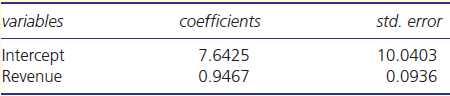 variables coefficients std. error
Intercept 7.6425 10.0403
Revenue 0.9467 0.0936